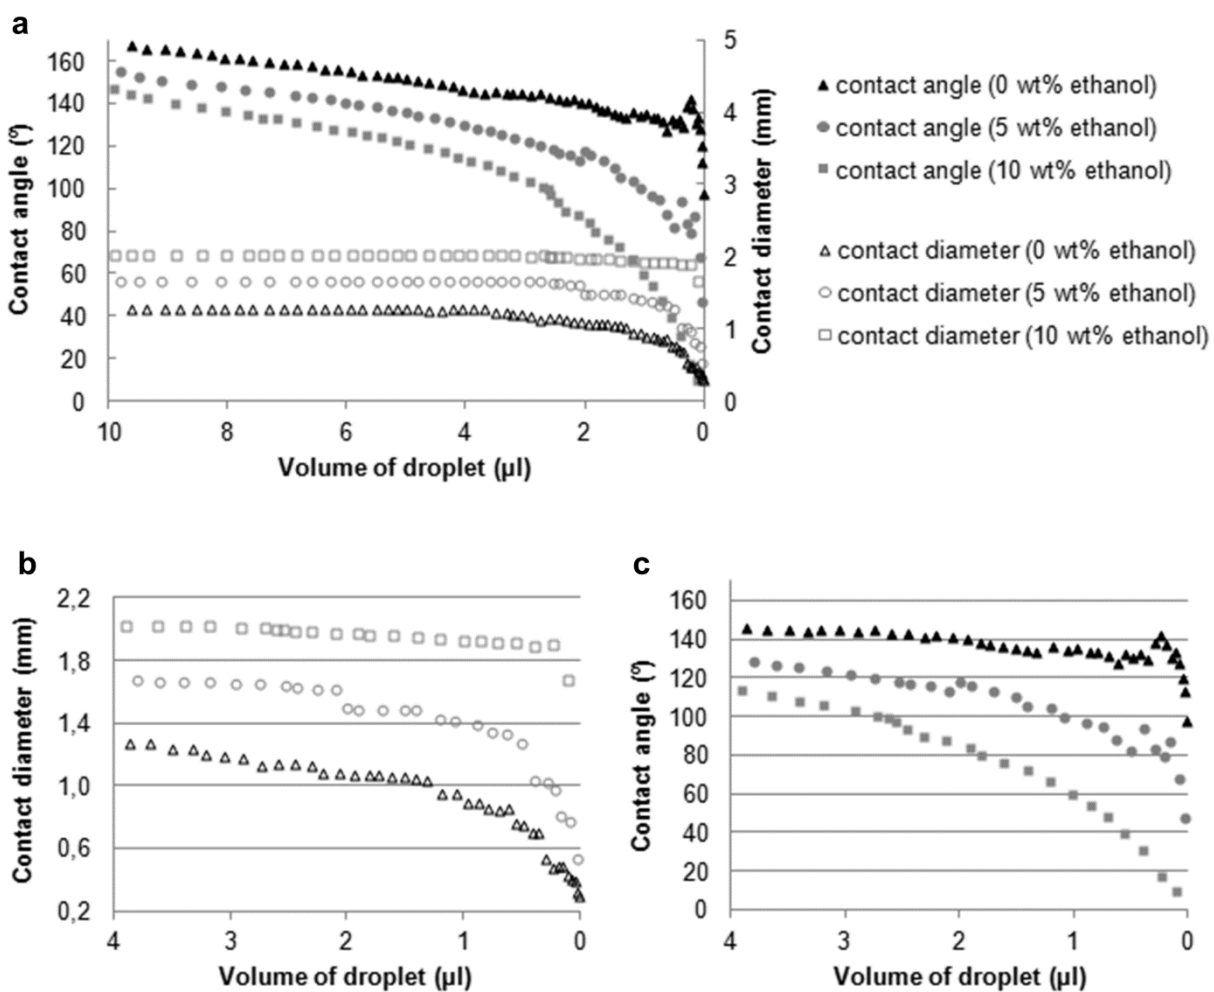 a
Contact angle (º)
160
140
120
100
80
60
40
20
0
10
8
6
4
2
0
Volume of droplet (µl)
5
4
3
2
1
0
Contact diameter (mm)
contact angle (0 wt% ethanol)
contact angle (5 wt% ethanol)
contact angle (10 wt% ethanol)
contact diameter (0 wt% ethanol)
contact diameter (5 wt% ethanol)
contact diameter (10 wt% ethanol)
b
Contact diameter (mm)
2,2
1,8
1,4
1,0
0,6
0,2
4
3
2
1
0
Volume of droplet (µl)
c
Contact angle (º)
160
140
120
100
80
60
40
20
0
4
3
2
1
0
Volume of droplet (µl)